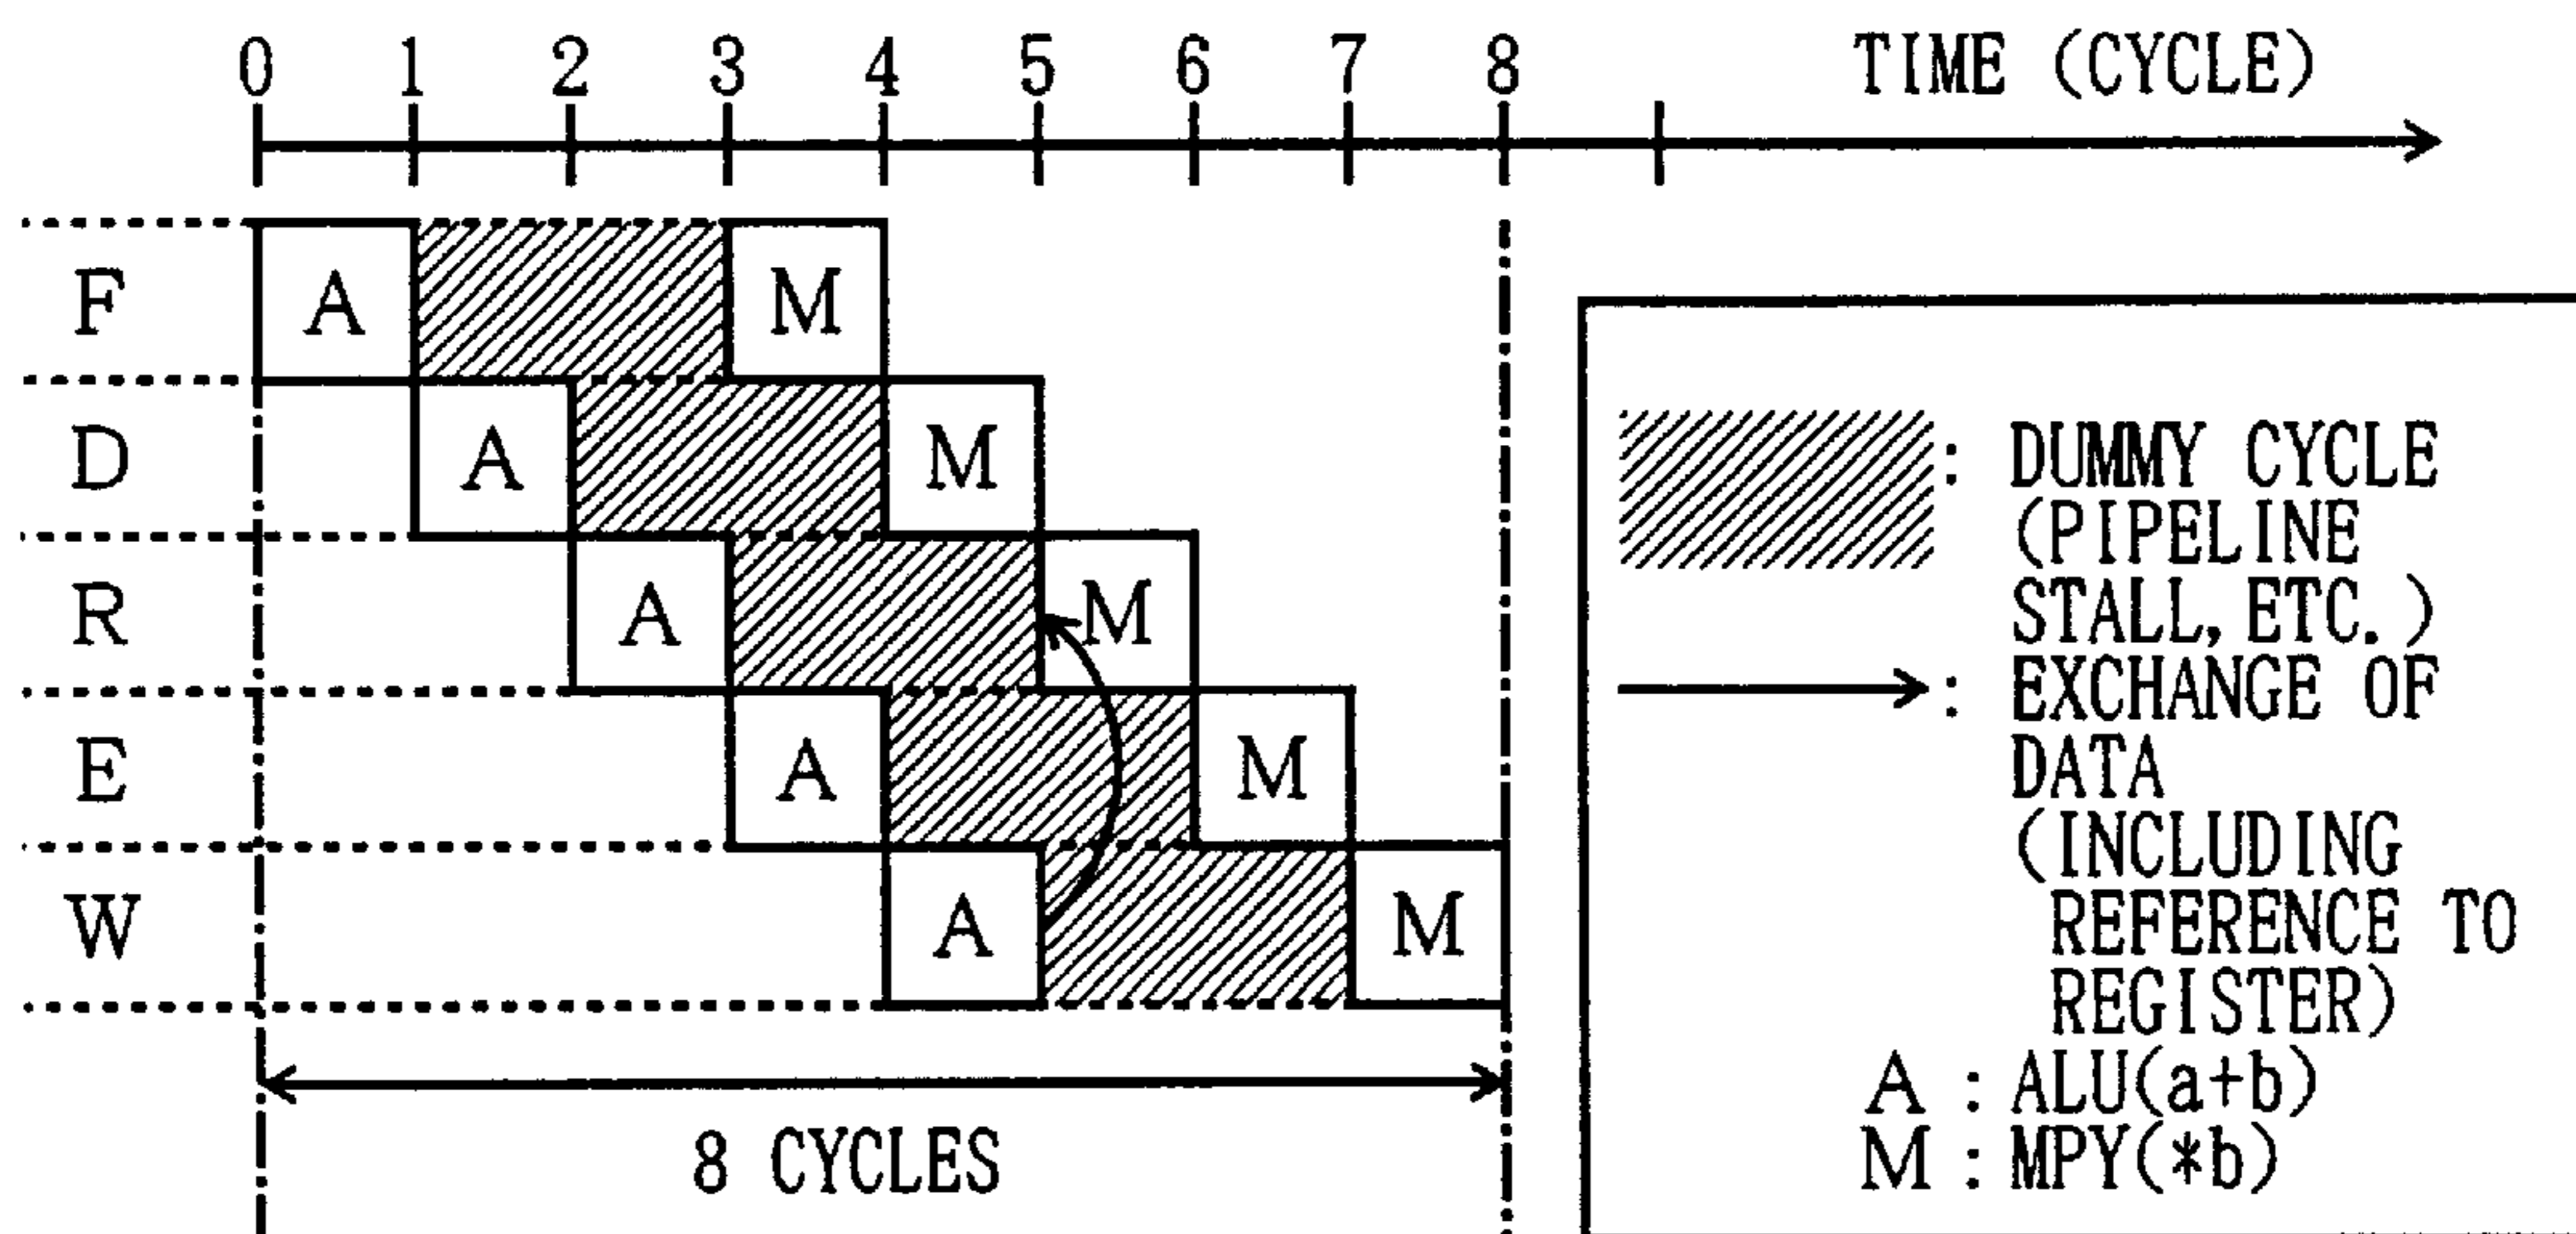 0 1 2 3 4 5 6 7 8 TIME (CYCLE)
F A M
D A M
R A M
E A M
W A M
8 CYCLES
: DUMMY CYCLE
(PIPELINE
STALL, ETC.)
: EXCHANGE OF
DATA
(INCLUDING
REFERENCE TO
REGISTER)
A : ALU(a+b)
M : MPY(*b)